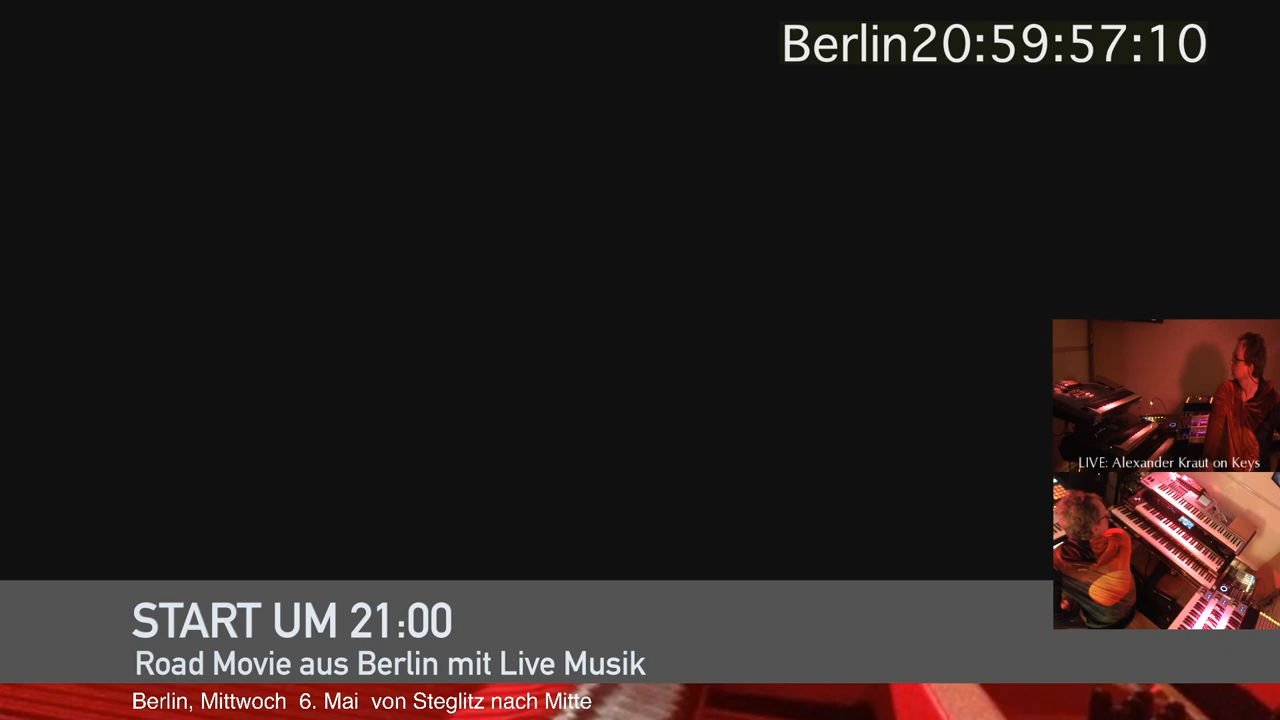 Berlin20:59:57:10
LIVE: Alexander Kraut on Keys
START UM 21:00
Road Movie aus Berlin mit Live Musik
Berlin, Mittwoch  6. Mai  von Steglitz nach Mitte